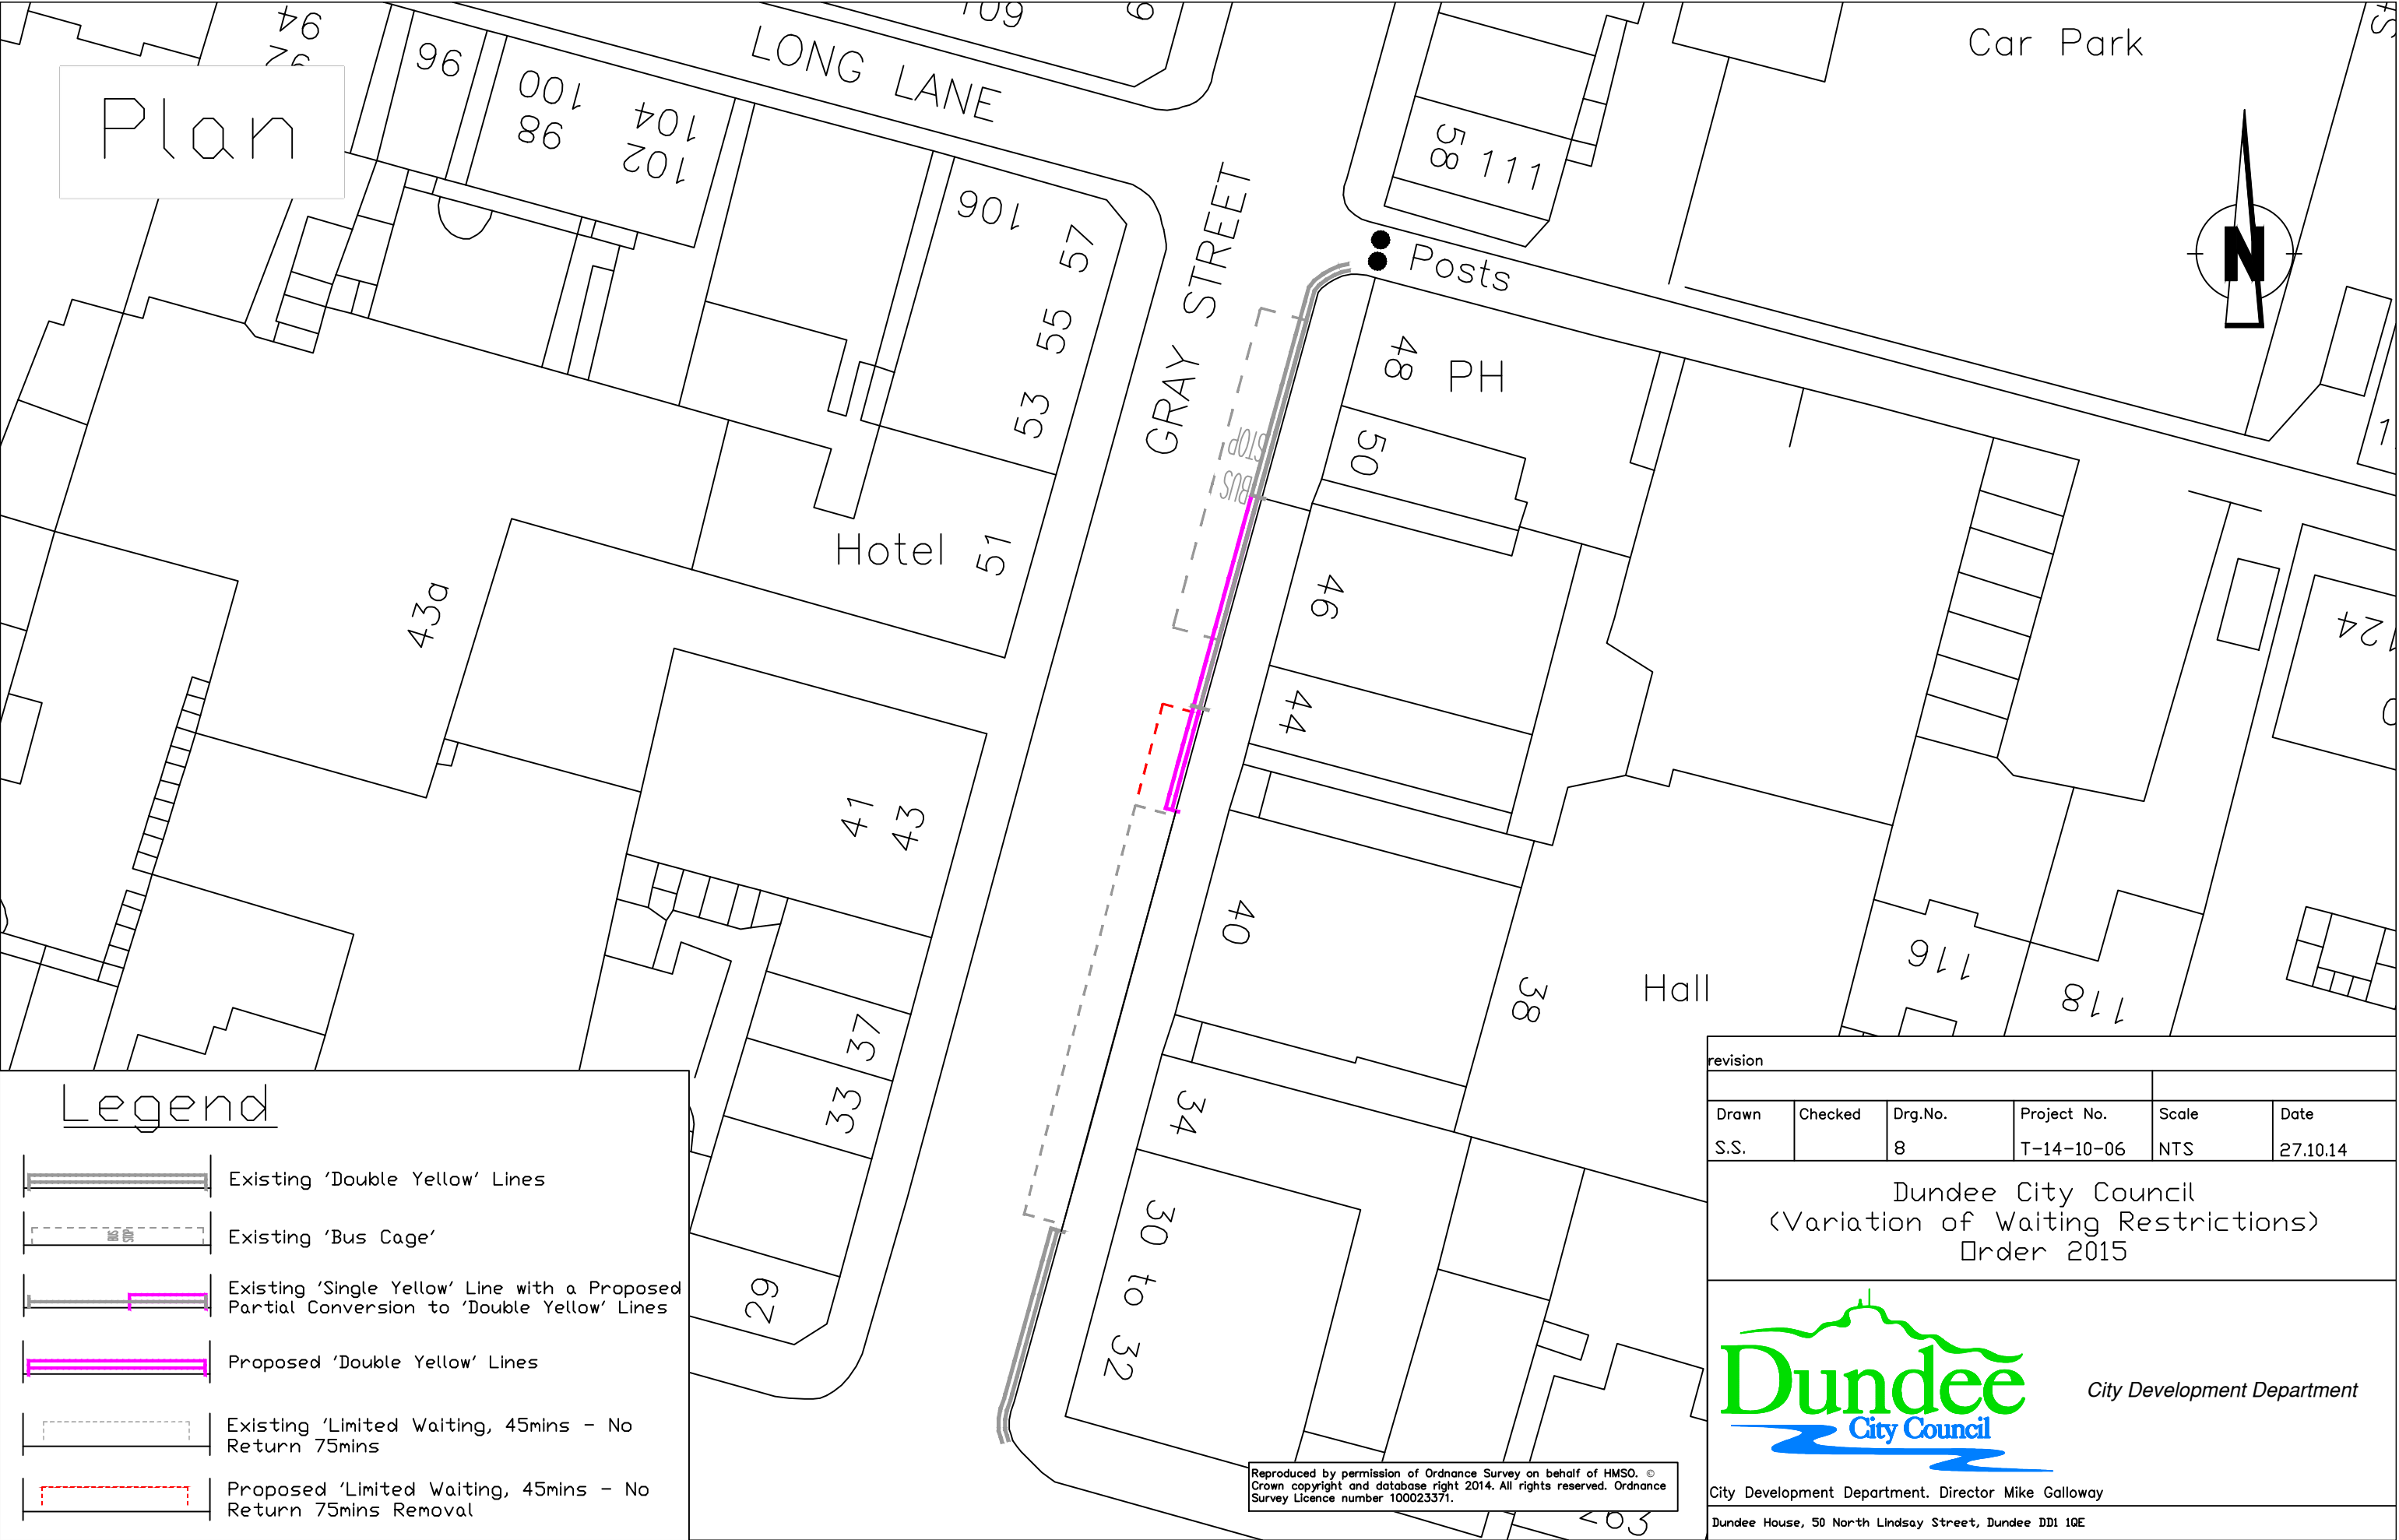 94
96
109
LONG LANE
Car Park
Plan
100
98
104
102
106
57
55
53
GRAY STREET
58
111
Posts
N
48
PH
50
STOP
BUS
Hotel
51
43a
46
44
124
41
43
40
38
Hall
116
118
37
33
34
30 to 32
29
Legend
Existing 'Double Yellow' Lines
BUS
STOP
Existing 'Bus Cage'
Existing 'Single Yellow' Line with a Proposed
Partial Conversion to 'Double Yellow' Lines
Proposed 'Double Yellow' Lines
Existing 'Limited Waiting, 45mins - No
Return 75mins
Proposed 'Limited Waiting, 45mins - No
Return 75mins Removal
revision
Drawn Checked Drg.No. Project No. Scale Date
S.S. 8 T-14-10-06 NTS 27.10.14
Dundee City Council
(Variation of Waiting Restrictions)
Order 2015
Dundee
City Council
City Development Department
City Development Department. Director Mike Galloway
Dundee House, 50 North Lindsay Street, Dundee DD1 1QE
Reproduced by permission of Ordnance Survey on behalf of HMSO. ©
Crown copyright and database right 2014. All rights reserved. Ordnance
Survey Licence number 100023371.